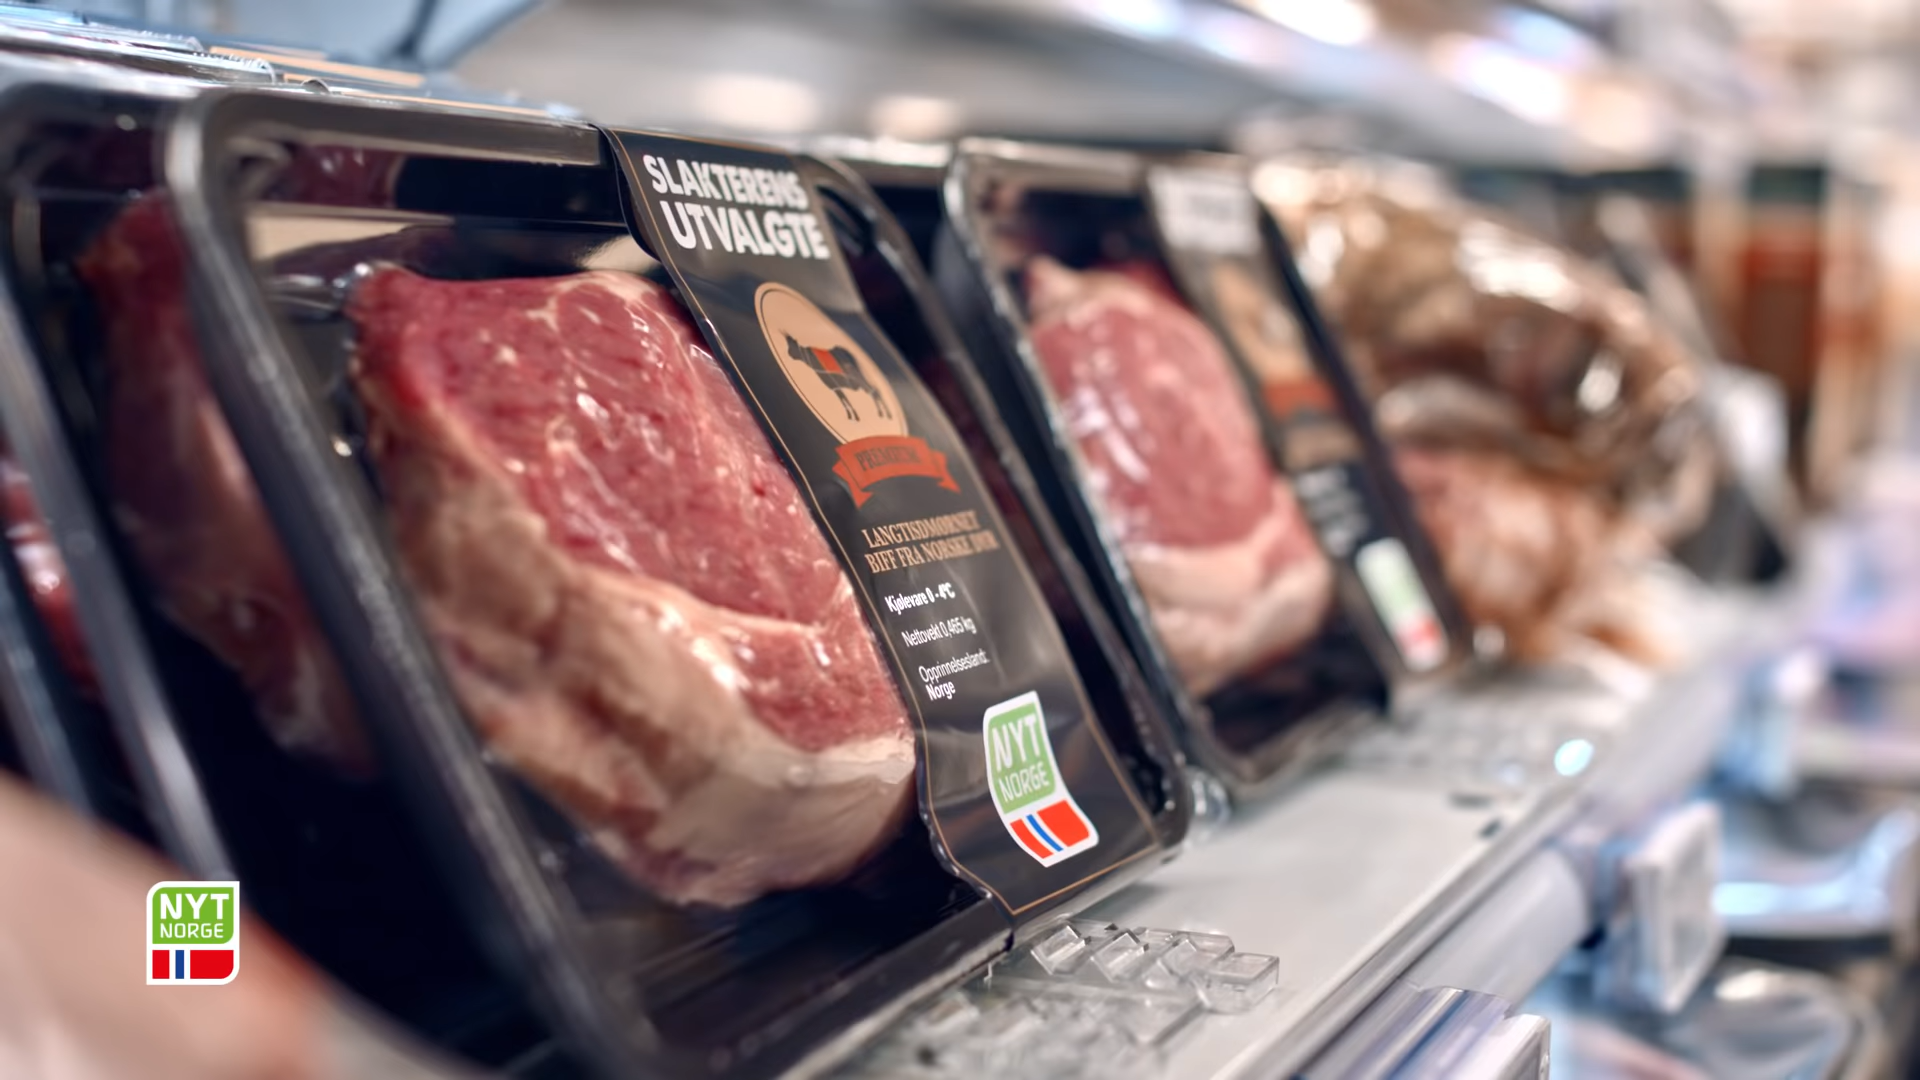 SLAKTERENS
UTVALGTE
PREMIUM
LANGTISDMØRNET
BIFF FRA NORSKE DYR
Kjølevare 0 - 4°C
Nettovekt 0,465 kg
Opprinnelsesland:
Norge
NYT
NORGE
NYT
NORGE